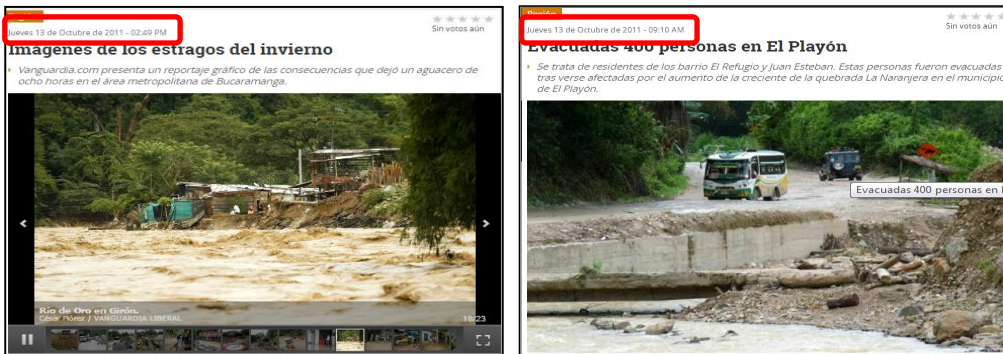 Jueves 13 de Octubre de 2011 - 02:49 PM
Sin votos aún
Imágenes de los estragos del invierno
Vanguardia.com presenta un reportaje gráfico de las consecuencias que dejó un aguacero de
ocho horas en el área metropolitana de Bucaramanga.
Río de Oro en Girón.
César Flórez / VANGUARDIA LIBERAL
18/23
Región
Jueves 13 de Octubre de 2011 - 09:10 AM
Sin votos aún
Evacuadas 400 personas en El Playón
Se trata de residentes de los barrio El Refugio y Juan Esteban. Estas personas fueron evacuadas
tras verse afectadas por el aumento de la creciente de la quebrada La Naranjera en el municipio
de El Playón.
Evacuadas 400 personas en